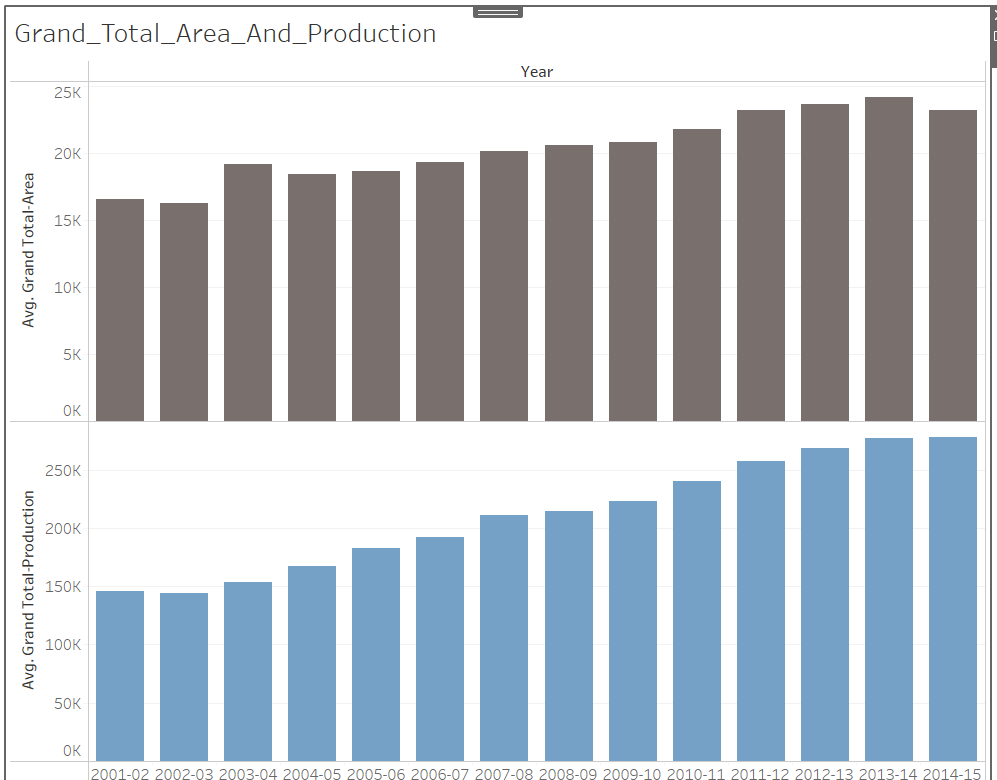 Grand_Total_Area_And_Production
Year
Avg. Grand Total-Area
25K
20K
15K
10K
5K
0K
Avg. Grand Total-Production
250K
200K
150K
100K
50K
0K
2001-02 2002-03 2003-04 2004-05 2005-06 2006-07 2007-08 2008-09 2009-10 2010-11 2011-12 2012-13 2013-14 2014-15